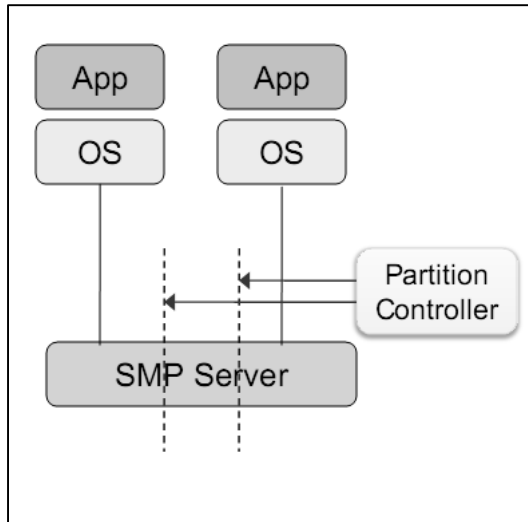 App
App
OS
OS
Partition
Controller
SMP Server